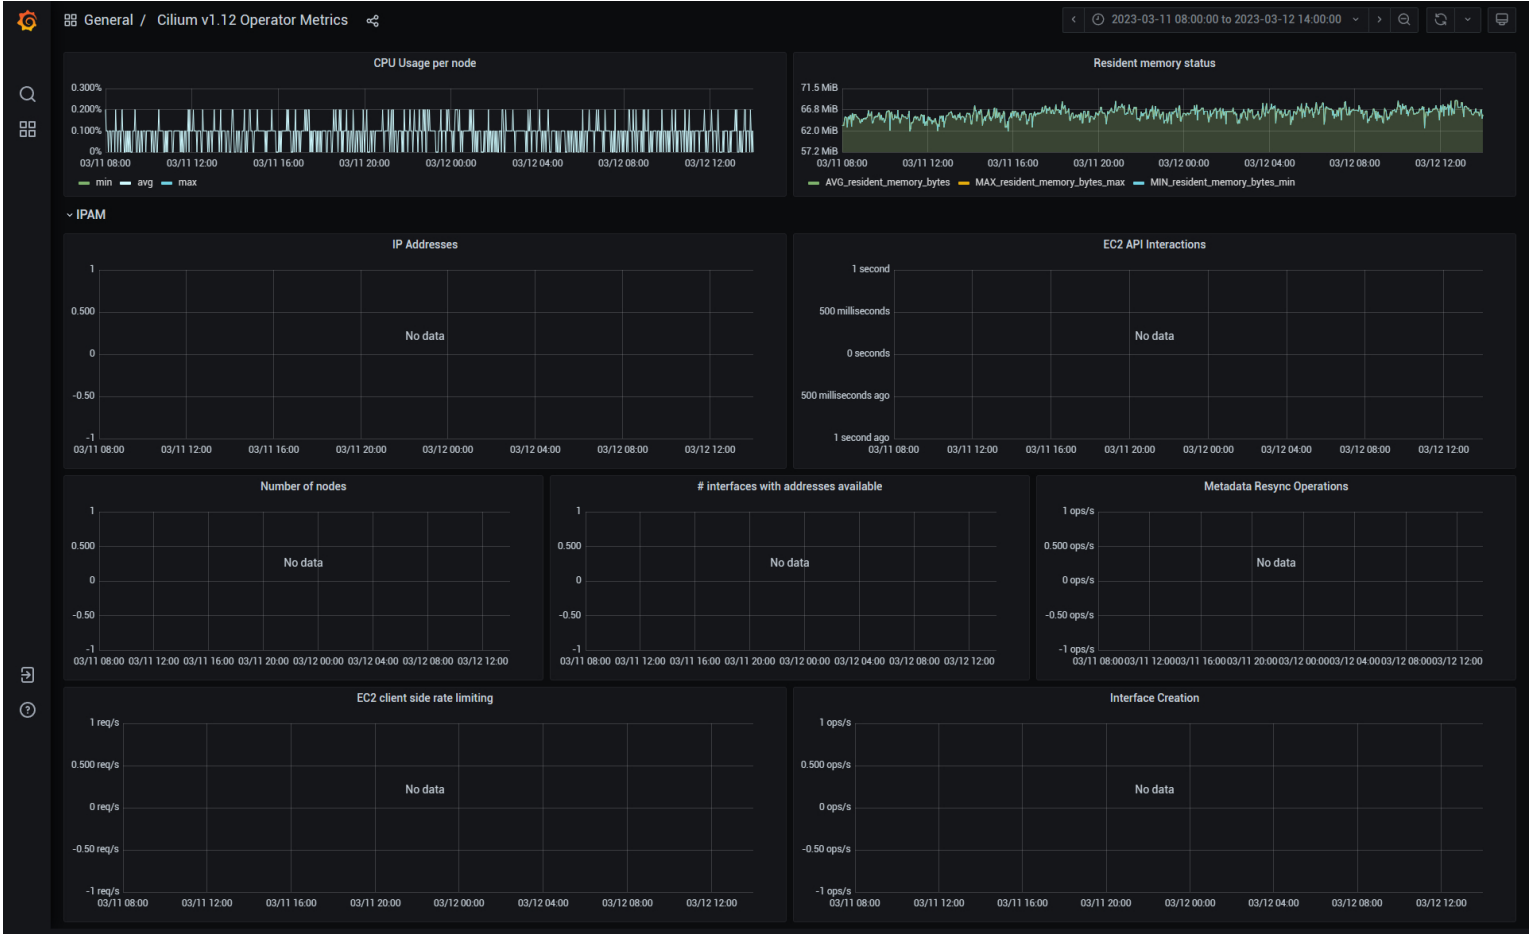 General / Cilium v1.12 Operator Metrics
2023-03-11 08:00:00 to 2023-03-12 14:00:00
CPU Usage per node
0.300%
0.200%
0.100%
0%
03/11 08:00 03/11 12:00 03/11 16:00 03/11 20:00 03/12 00:00 03/12 04:00 03/12 08:00 03/12 12:00
min avg max
Resident memory status
71.5 MiB
66.8 MiB
62.0 MiB
57.2 MiB
03/11 08:00 03/11 12:00 03/11 16:00 03/11 20:00 03/12 00:00 03/12 04:00 03/12 08:00 03/12 12:00
AVG_resident_memory_bytes MAX_resident_memory_bytes_max MIN_resident_memory_bytes_min
IPAM
IP Addresses
1
0.500
No data
0
-0.50
-1
03/11 08:00 03/11 12:00 03/11 16:00 03/11 20:00 03/12 00:00 03/12 04:00 03/12 08:00 03/12 12:00
EC2 API Interactions
1 second
500 milliseconds
No data
0 seconds
500 milliseconds ago
1 second ago
03/11 08:00 03/11 12:00 03/11 16:00 03/11 20:00 03/12 00:00 03/12 04:00 03/12 08:00 03/12 12:00
Number of nodes
1
0.500
No data
0
-0.50
-1
03/11 08:00 03/11 12:00 03/11 16:00 03/11 20:00 03/12 00:00 03/12 04:00 03/12 08:00 03/12 12:00
# interfaces with addresses available
1
0.500
No data
0
-0.50
-1
03/11 08:00 03/11 12:00 03/11 16:00 03/11 20:00 03/12 00:00 03/12 04:00 03/12 08:00 03/12 12:00
Metadata Resync Operations
1 ops/s
0.500 ops/s
No data
0 ops/s
-0.50 ops/s
-1 ops/s
03/11 08:00 03/11 12:00 03/11 16:00 03/11 20:00 03/12 00:00 03/12 04:00 03/12 08:00 03/12 12:00
EC2 client side rate limiting
1 req/s
0.500 req/s
No data
0 req/s
-0.50 req/s
-1 req/s
03/11 08:00 03/11 12:00 03/11 16:00 03/11 20:00 03/12 00:00 03/12 04:00 03/12 08:00 03/12 12:00
Interface Creation
1 ops/s
0.500 ops/s
No data
0 ops/s
-0.50 ops/s
-1 ops/s
03/11 08:00 03/11 12:00 03/11 16:00 03/11 20:00 03/12 00:00 03/12 04:00 03/12 08:00 03/12 12:00